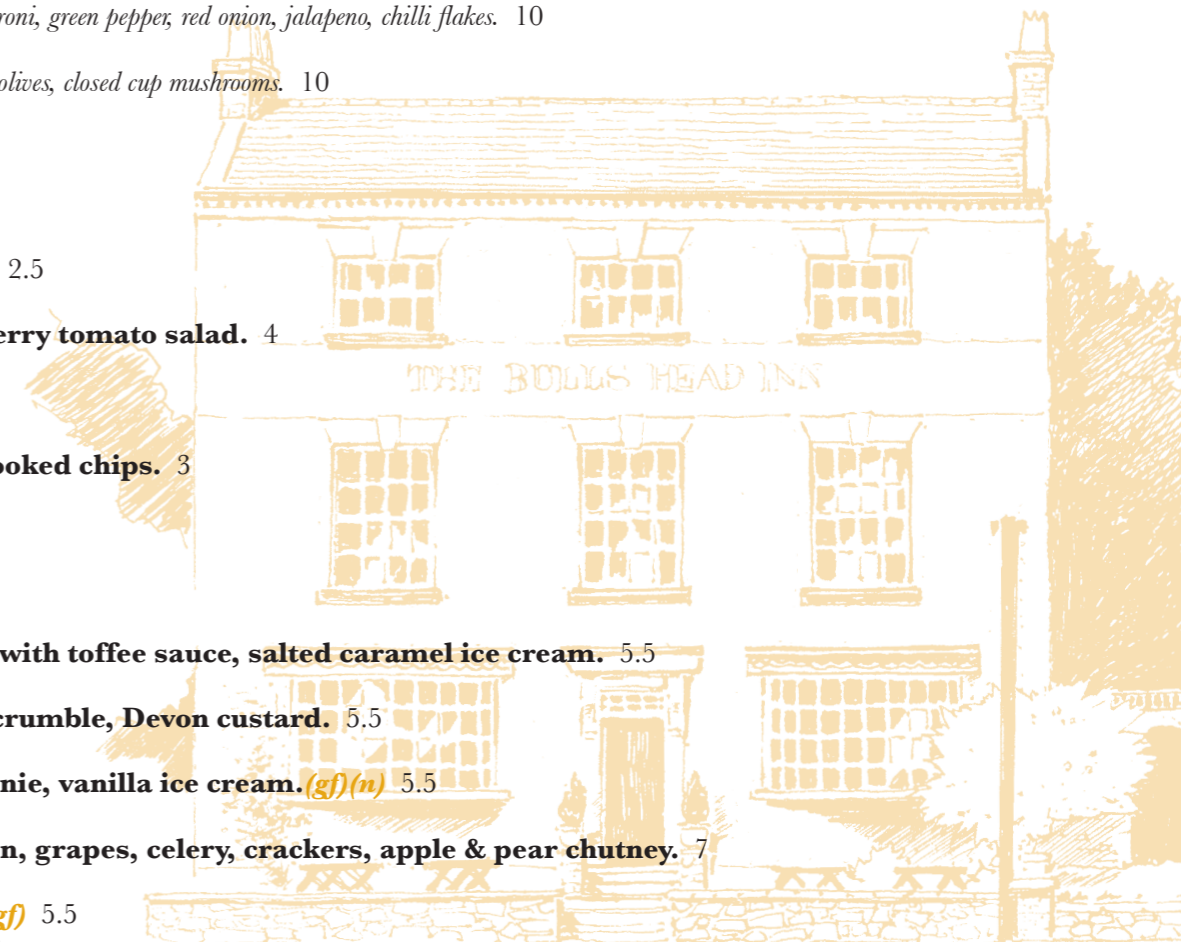 roni, green pepper, red onion, jalapeno, chilli flakes. 10
olives, closed cup mushrooms. 10
2.5
erry tomato salad. 4
THE BULLS HEAD INN
ooked chips. 3
with toffee sauce, salted caramel ice cream. 5.5
crumble, Devon custard. 5.5
nie, vanilla ice cream.(gf)(n) 5.5
n, grapes, celery, crackers, apple & pear chutney. 7
gf) 5.5